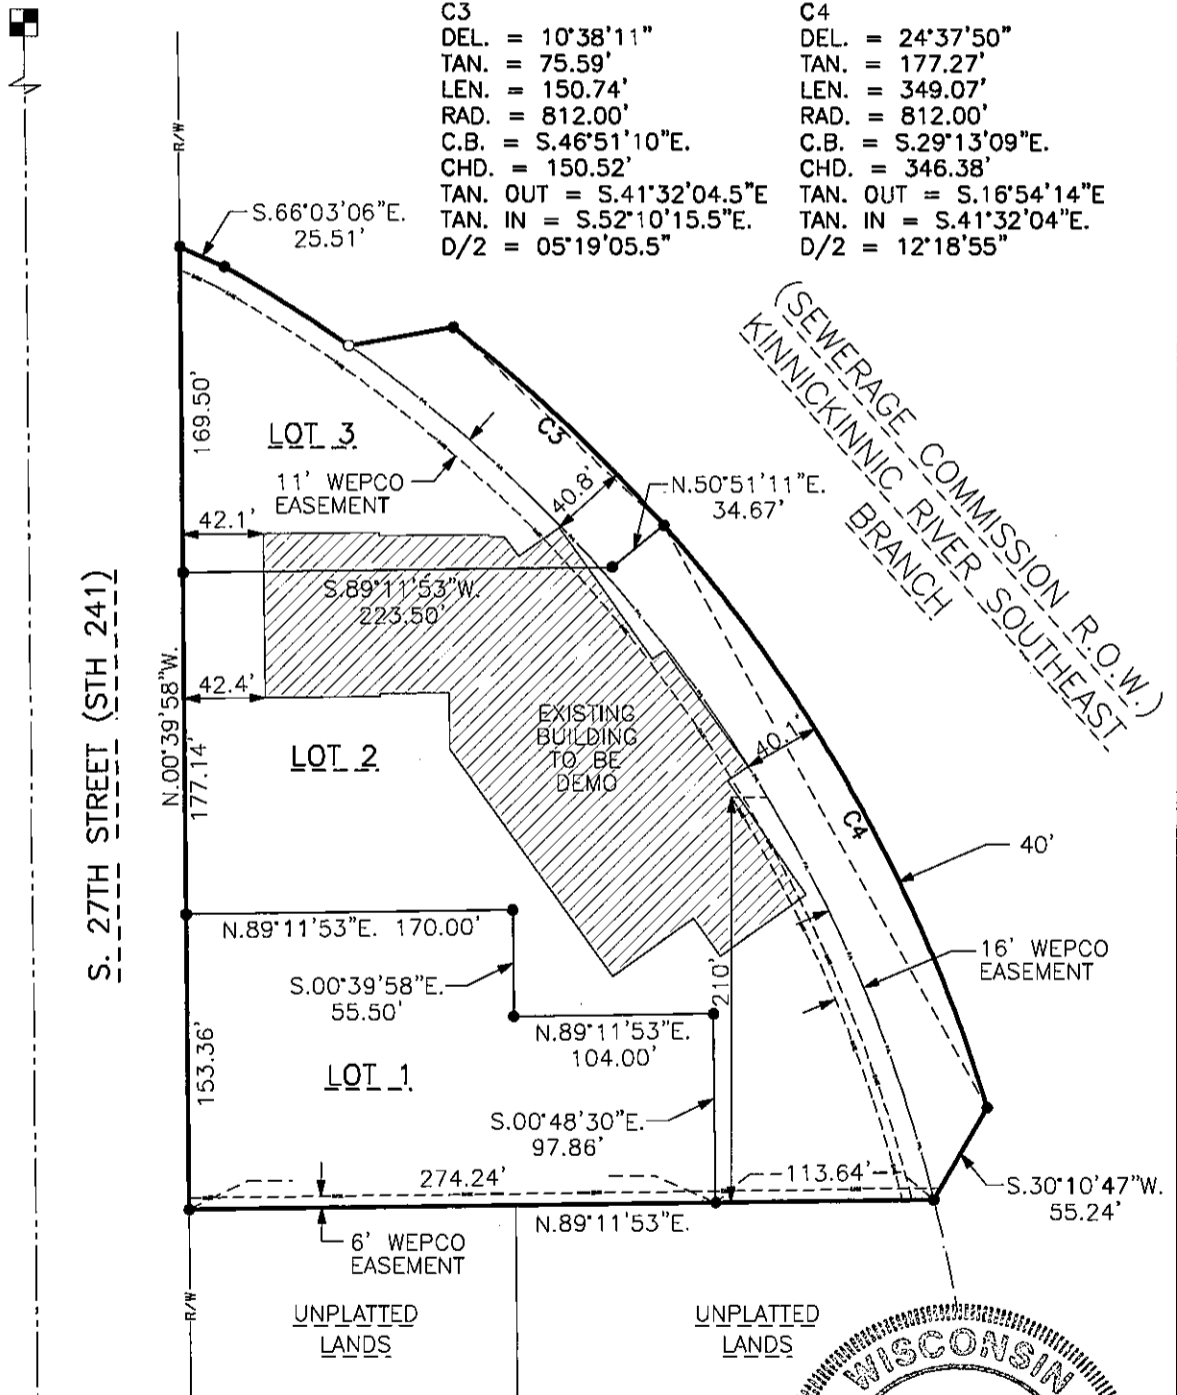 C3
DEL. = 10°38'11"
TAN. = 75.59'
LEN. = 150.74'
RAD. = 812.00'
C.B. = S.46°51'10"E.
CHD. = 150.52'
TAN. OUT = S.41°32'04.5"E
TAN. IN = S.52°10'15.5"E.
D/2 = 05°19'05.5"
C4
DEL. = 24°37'50"
TAN. = 177.27'
LEN. = 349.07'
RAD. = 812.00'
C.B. = S.29°13'09"E.
CHD. = 346.38'
TAN. OUT = S.16°54'14"E
TAN. IN = S.41°32'04"E.
D/2 = 12°18'55"
R/W
S.66°03'06"E.
25.51'
(SEWERAGE COMMISSION R.O.W.)
KINNICKINNIC RIVER SOUTHEAST
BRANCH
169.50'
LOT 3
C3
11' WEPCO
EASEMENT
40.8'
N.50°51'11"E.
34.67'
42.1'
S.89°11'53"W.
223.50'
S. 27TH STREET (STH 241)
N.00°39'58"W.
177.14'
42.4'
LOT 2
EXISTING
BUILDING
TO BE
DEMO
40.1'
C4
40'
N.89°11'53"E. 170.00'
S.00°39'58"E.
55.50'
210'
16' WEPCO
EASEMENT
N.89°11'53"E.
104.00'
153.36'
LOT 1
S.00°48'30"E.
97.86'
274.24'
113.64'
S.30°10'47"W.
55.24'
N.89°11'53"E.
6' WEPCO
EASEMENT
R/W
UNPLATTED
LANDS
UNPLATTED
LANDS
WISCONSIN